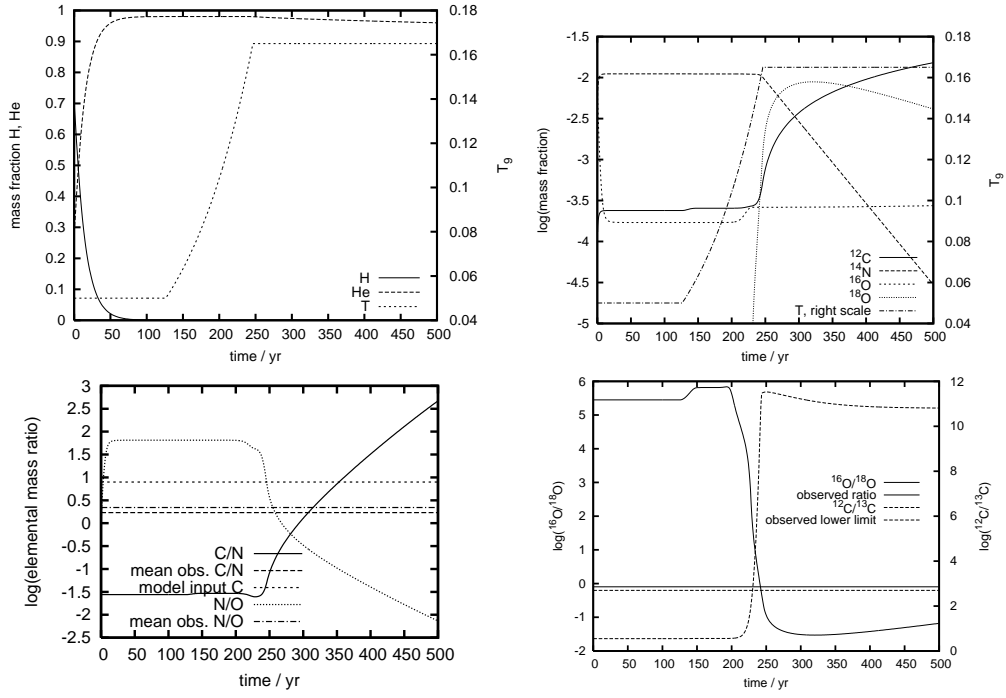 1
0.9
0.8
0.7
0.6
0.5
0.4
0.3
0.2
0.1
0
mass fraction H, He
0.18
0.16
0.14
0.12
0.1
0.08
0.06
0.04
T9
H
He
T
0 50 100 150 200 250 300 350 400 450 500
time / yr
-1.5
-2
-2.5
-3
-3.5
-4
-4.5
-5
log(mass fraction)
0.18
0.16
0.14
0.12
0.1
0.08
0.06
0.04
T9
12C
14N
16O
18O
T, right scale
0 50 100 150 200 250 300 350 400 450 500
time / yr
3
2.5
2
1.5
1
0.5
0
-0.5
-1
-1.5
-2
-2.5
log(elemental mass ratio)
C/N
mean obs. C/N
model input C
N/O
mean obs. N/O
0 50 100 150 200 250 300 350 400 450 500
time / yr
6
5
4
3
2
1
0
-1
-2
log(16O/18O)
12
10
8
6
4
2
0
log(12C/13C)
16O/18O
observed ratio
12C/13C
observed lower limit
0 50 100 150 200 250 300 350 400 450 500
time / yr